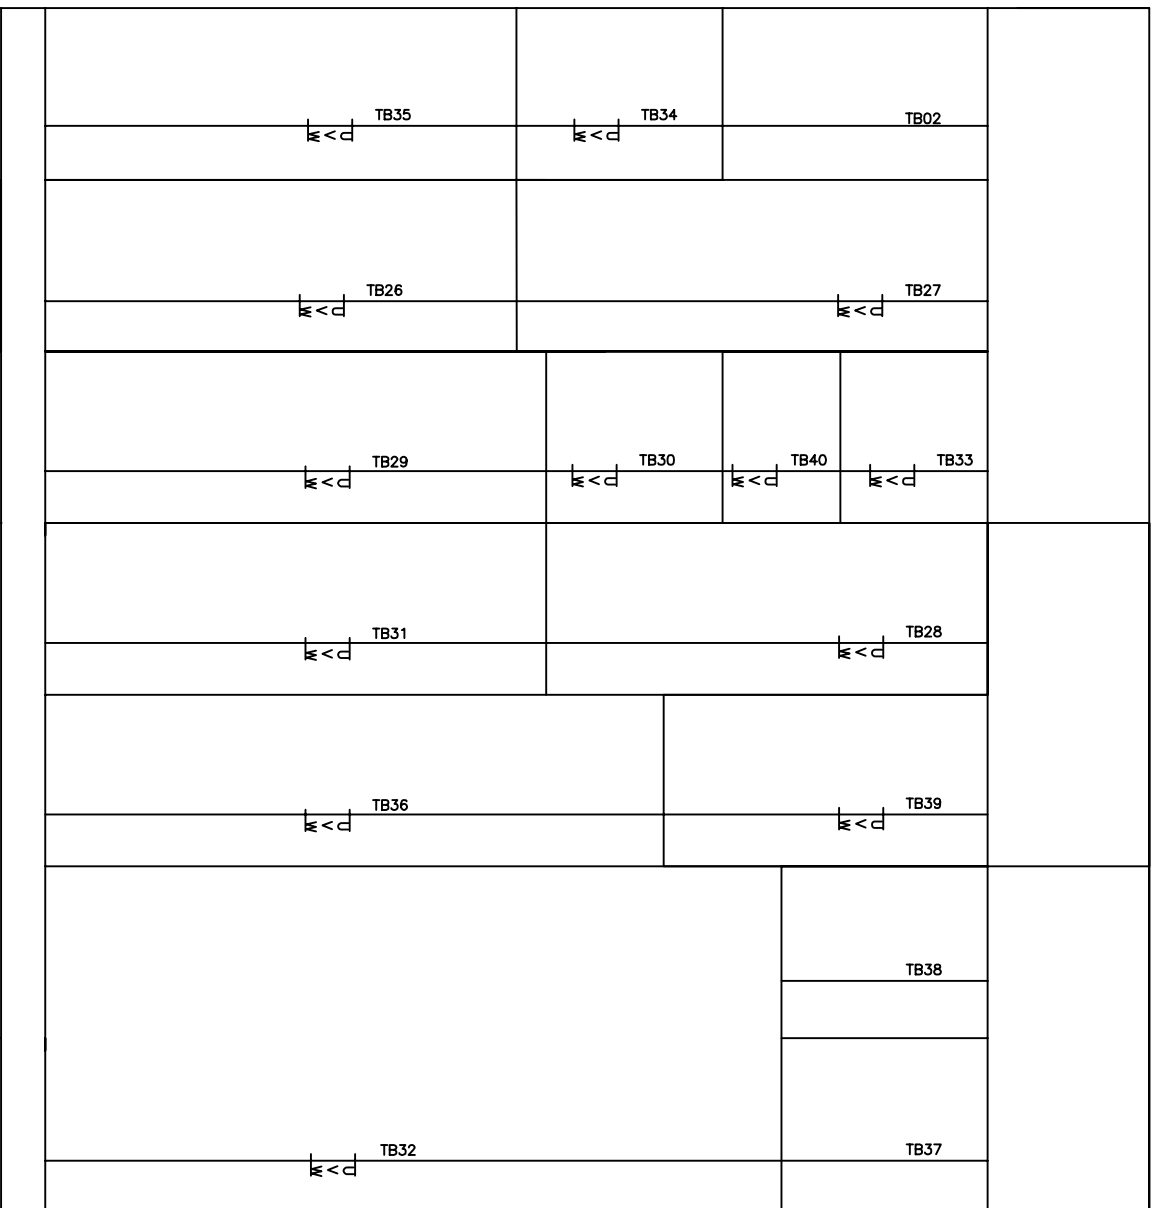 TB35 TB34 TB02
W V U W V U
TB26 TB27
W V U W V U
TB29 TB30 TB40 TB33
W V U W V U W V U W V U
TB31 TB28
W V U W V U
TB36 TB39
W V U W V U
TB38
TB32 TB37
W V U